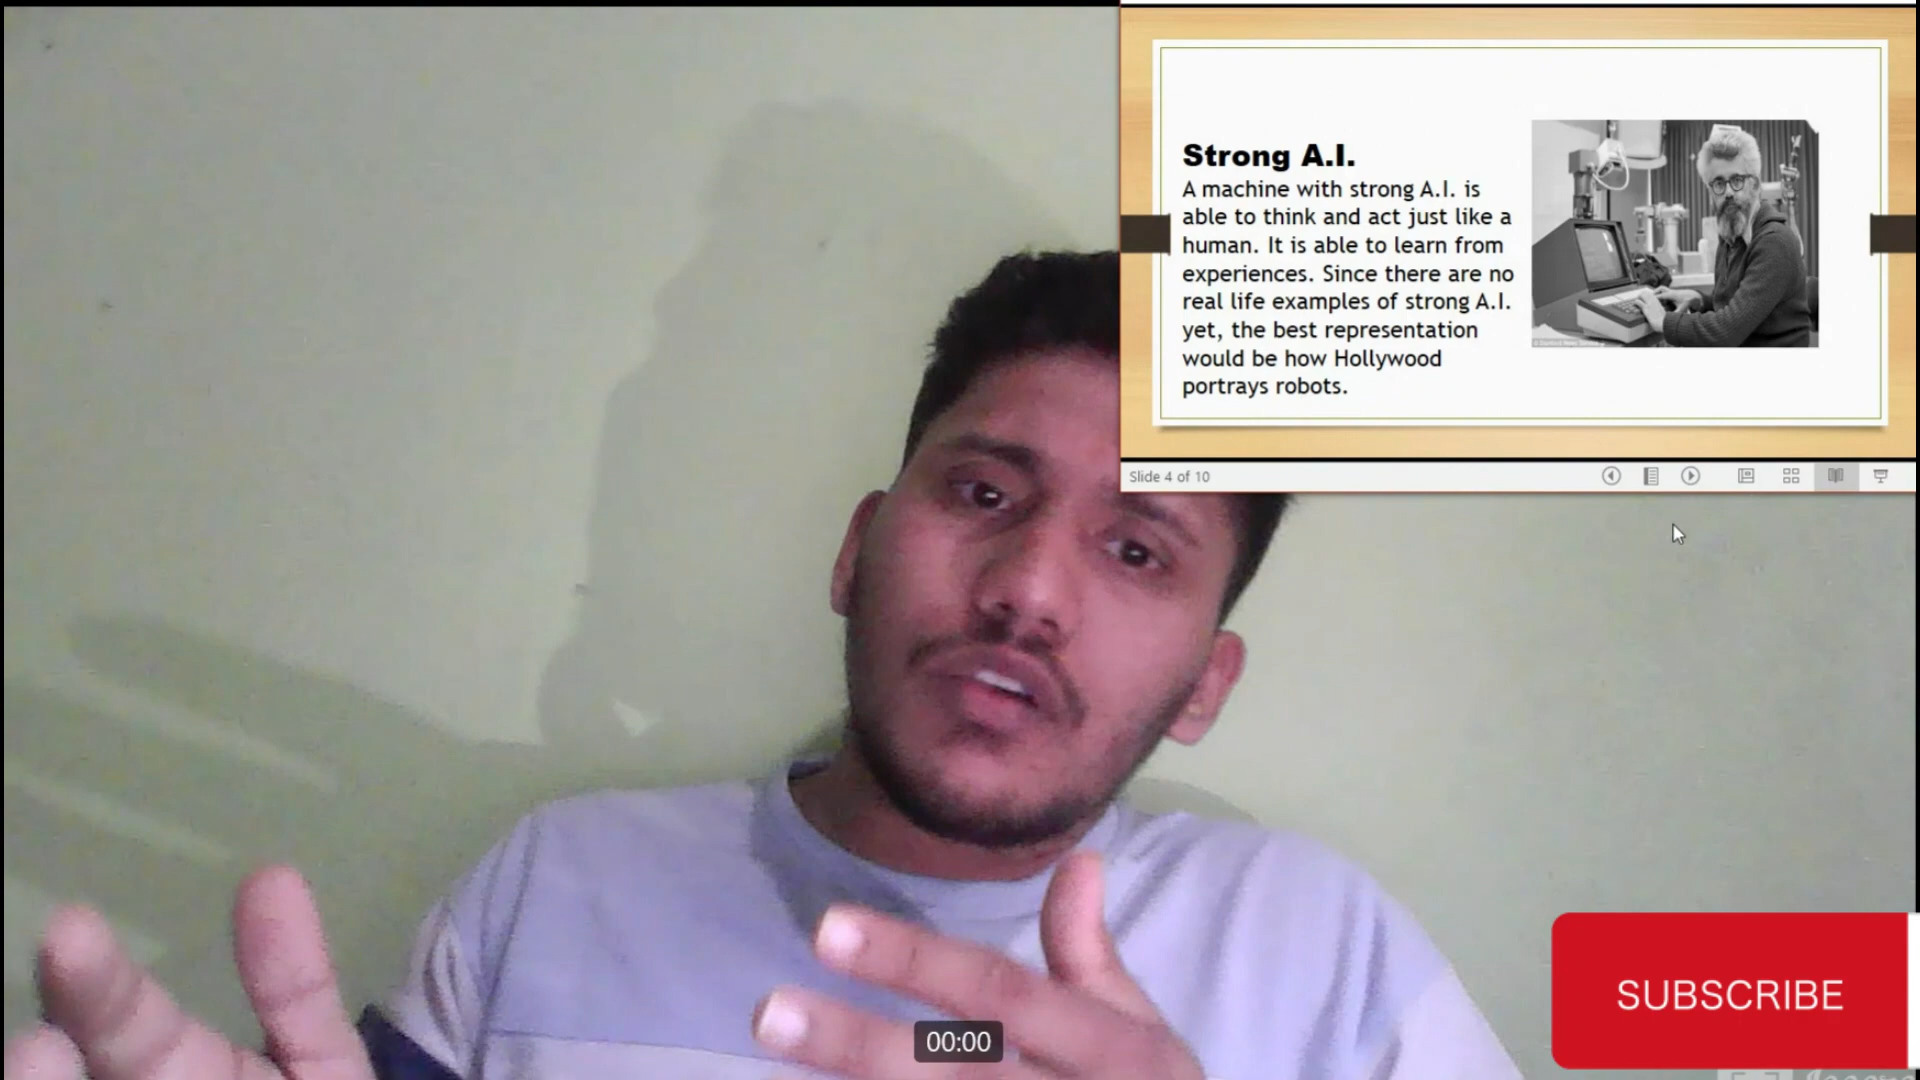 Strong A.I.
A machine with strong A.I. is
able to think and act just like a
human. It is able to learn from
experiences. Since there are no
real life examples of strong A.I.
yet, the best representation
would be how Hollywood
portrays robots.
Slide 4 of 10
SUBSCRIBE
00:00